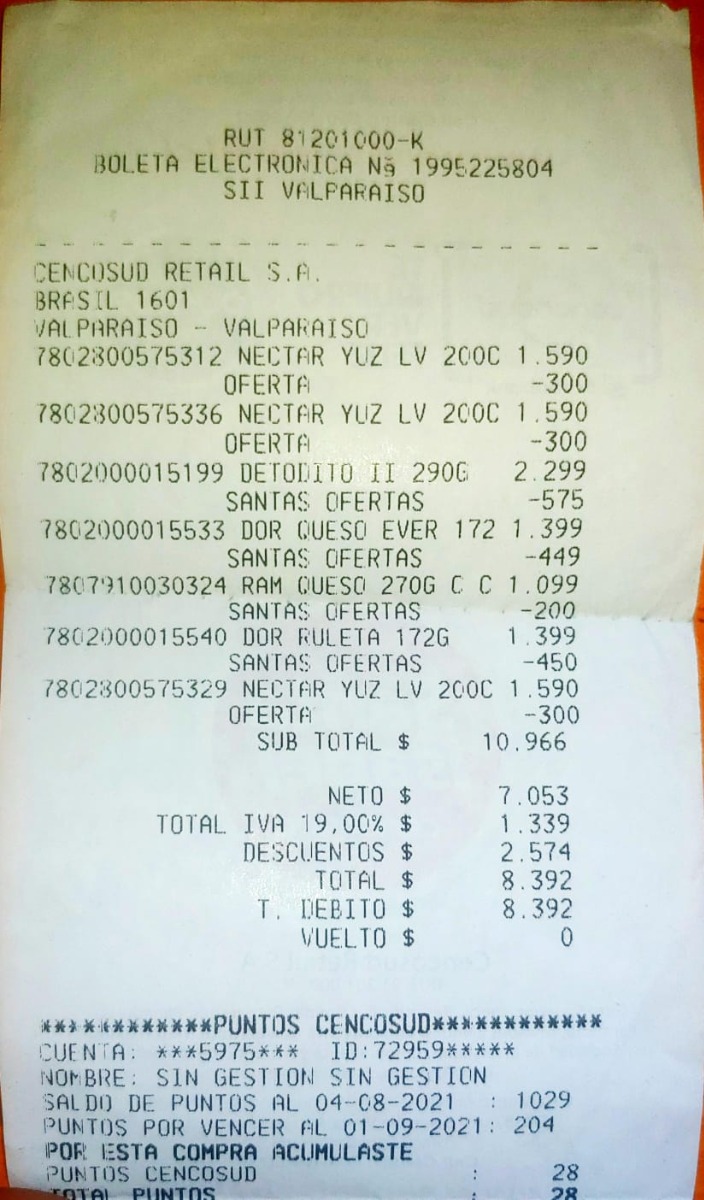 RUT 81201000-K
BOLETA ELECTRONICA Nº 1995225804
SII VALPARAISO
CENCOSUD RETAIL S.A.
BRASIL 1601
VALPARAISO - VALPARAISO
7802800575312 NECTAR YUZ LV 200C 1.590
OFERTA -300
7802800575336 NECTAR YUZ LV 200C 1.590
OFERTA -300
7802000015199 DETODITO II 290G 2.299
SANTAS OFERTAS -575
7802000015533 DOR QUESO EVER 172 1.399
SANTAS OFERTAS -449
7807910030324 RAM QUESO 270G C C 1.099
SANTAS OFERTAS -200
7802000015540 DOR RULETA 172G 1.399
SANTAS OFERTAS -450
7802800575329 NECTAR YUZ LV 200C 1.590
OFERTA -300
SUB TOTAL $ 10.966
NETO $ 7.053
TOTAL IVA 19,00% $ 1.339
DESCUENTOS $ 2.574
TOTAL $ 8.392
T. DEBITO $ 8.392
VUELTO $ 0
************PUNTOS CENCOSUD************
CUENTA: ***5975*** ID:72959*****
NOMBRE: SIN GESTION SIN GESTION
SALDO DE PUNTOS AL 04-08-2021 : 1029
PUNTOS POR VENCER AL 01-09-2021: 204
POR ESTA COMPRA ACUMULASTE
PUNTOS CENCOSUD : 28
TOTAL PUNTOS : 28